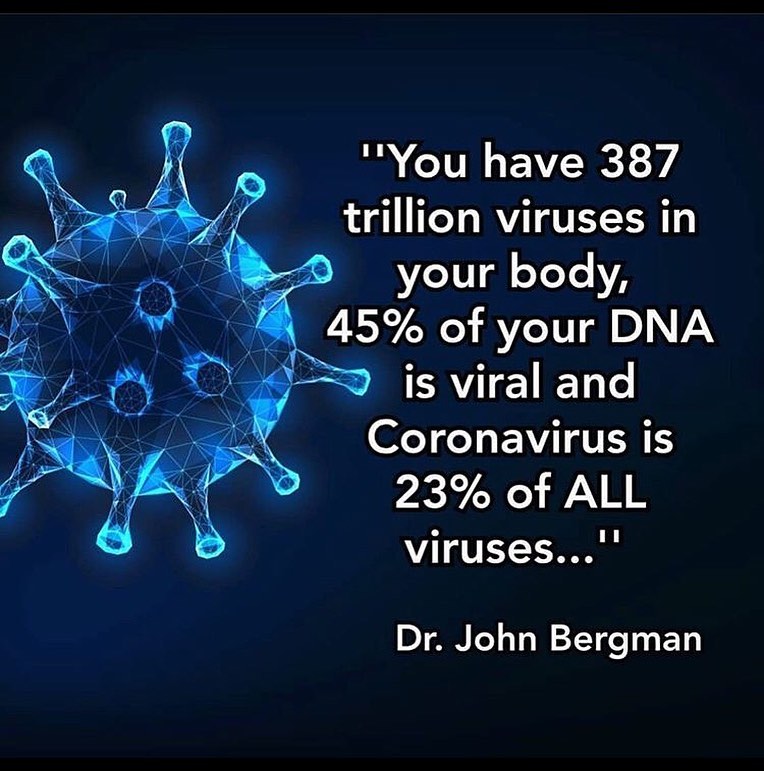 ''You have 387
trillion viruses in
your body,
45% of your DNA
is viral and
Coronavirus is
23% of ALL
viruses...''
Dr. John Bergman